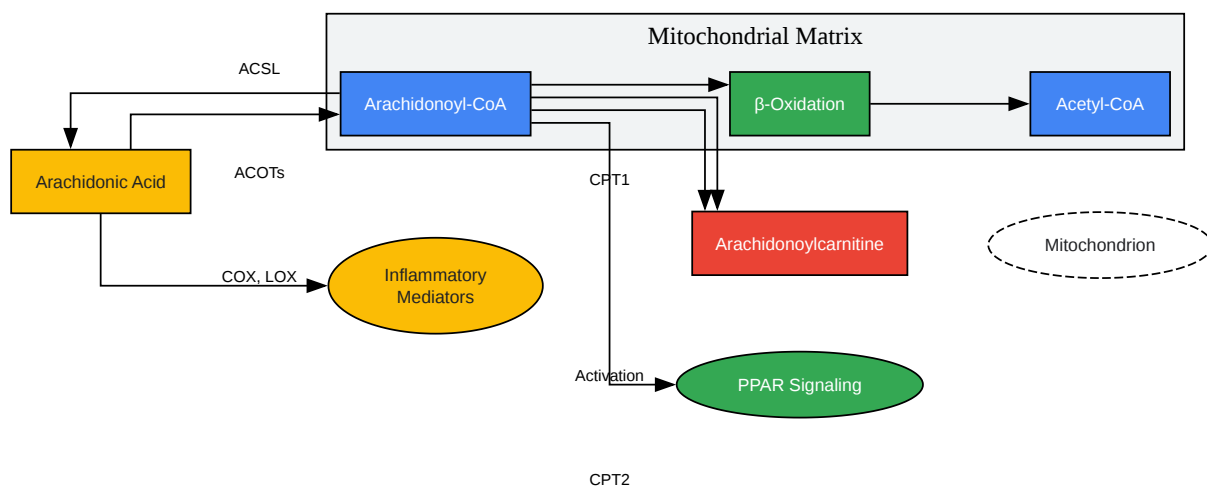 Mitochondrial Matrix
ACSL
Arachidonoyl-CoA
β-Oxidation
Acetyl-CoA
ACOTs
CPT1
Arachidonic Acid
Arachidonoylcarnitine
Mitochondrion
COX, LOX
Inflammatory
Mediators
Activation
PPAR Signaling
CPT2